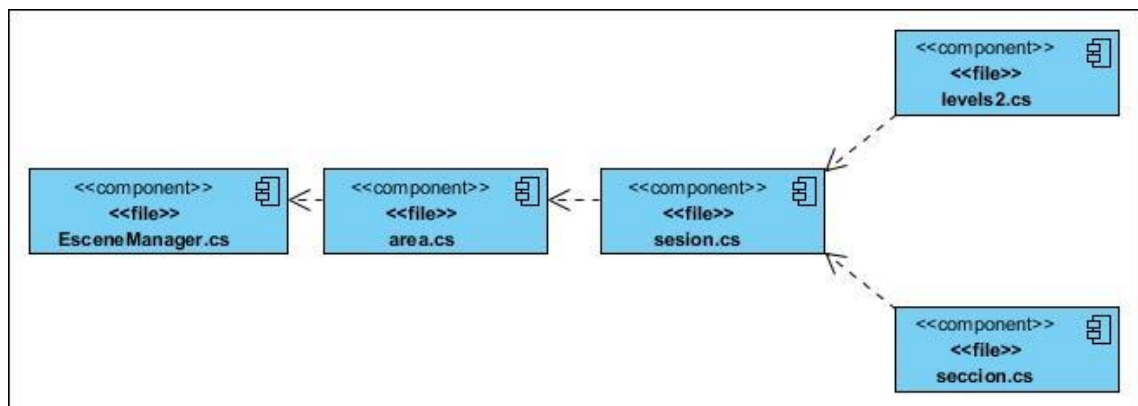 <<component>>
<<file>>
EsceneManager.cs
<<component>>
<<file>>
area.cs
<<component>>
<<file>>
sesion.cs
<<component>>
<<file>>
levels2.cs
<<component>>
<<file>>
seccion.cs